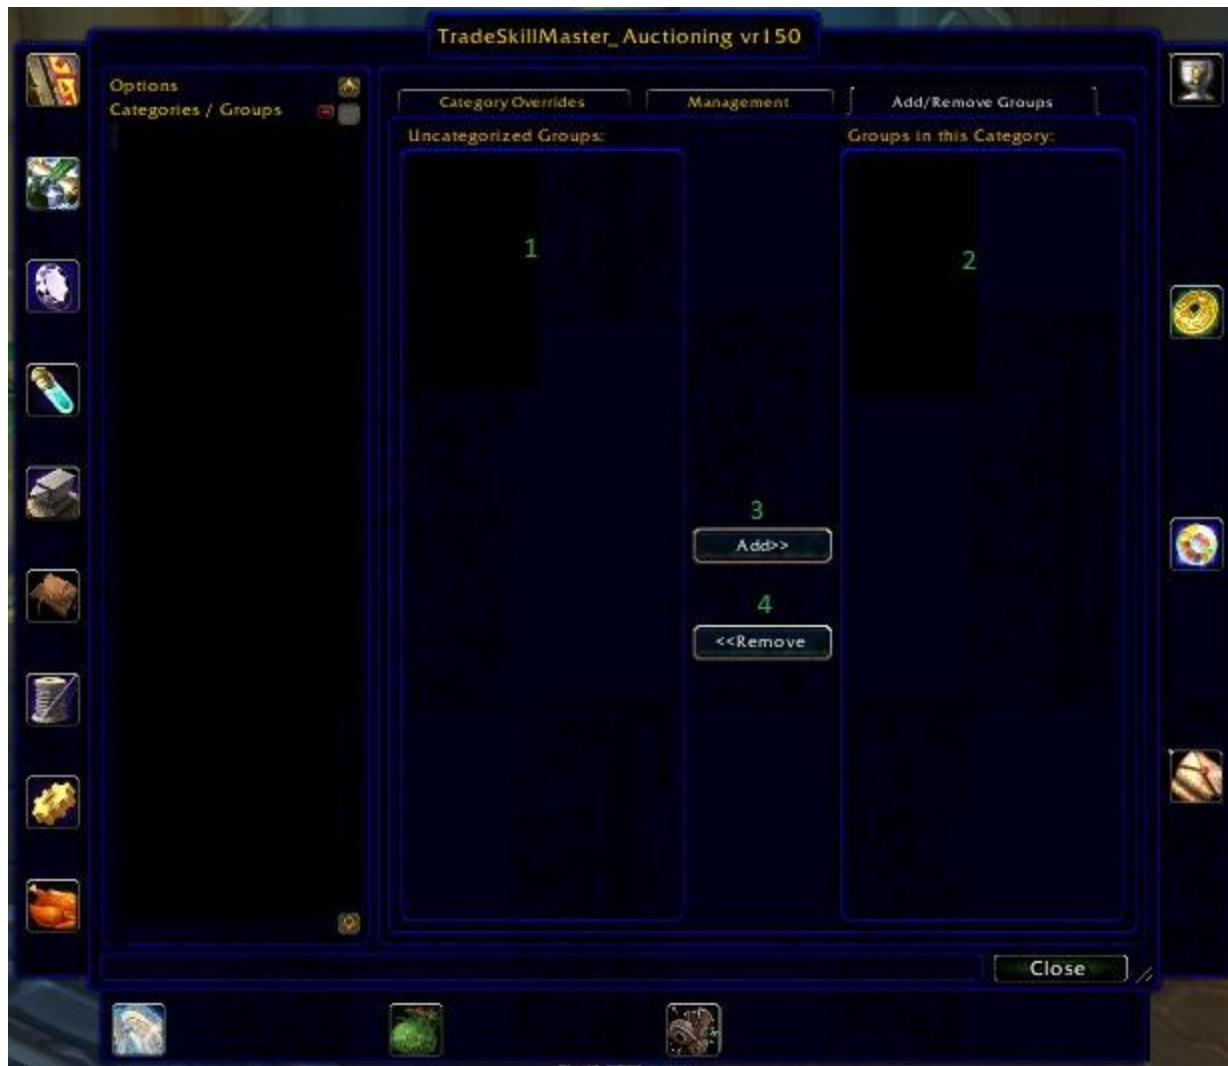 TradeSkillMaster_Auctioning vr150
Options
Categories / Groups
Category Overrides
Management
Add/Remove Groups
Uncategorized Groups:
Groups in this Category:
1
2
3
Add>>
4
<<Remove
Close